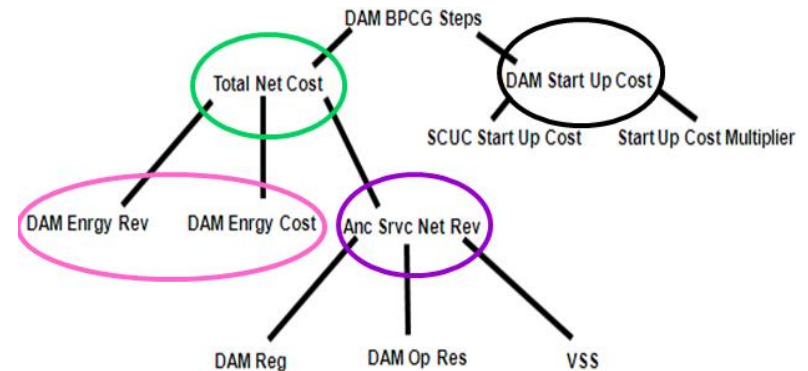 DAM BPCG Steps
Total Net Cost
DAM Start Up Cost
SCUC Start Up Cost
Start Up Cost Multiplier
DAM Enrgy Rev
DAM Enrgy Cost
Anc Srvc Net Rev
DAM Reg
DAM Op Res
VSS